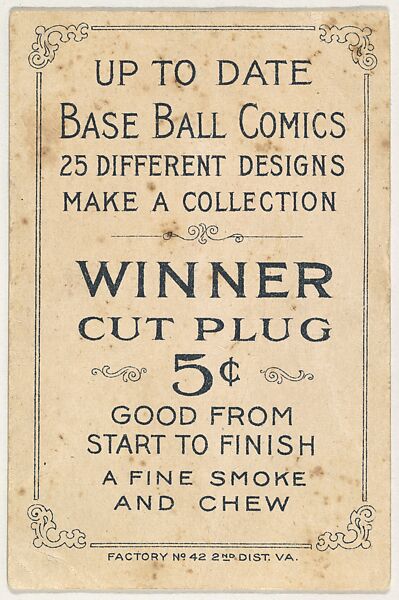 UP TO DATE
BASE BALL COMICS
25 DIFFERENT DESIGNS
MAKE A COLLECTION
WINNER
CUT PLUG
5¢
GOOD FROM
START TO FINISH
A FINE SMOKE
AND CHEW
FACTORY Nº 42 2ND DIST. VA.